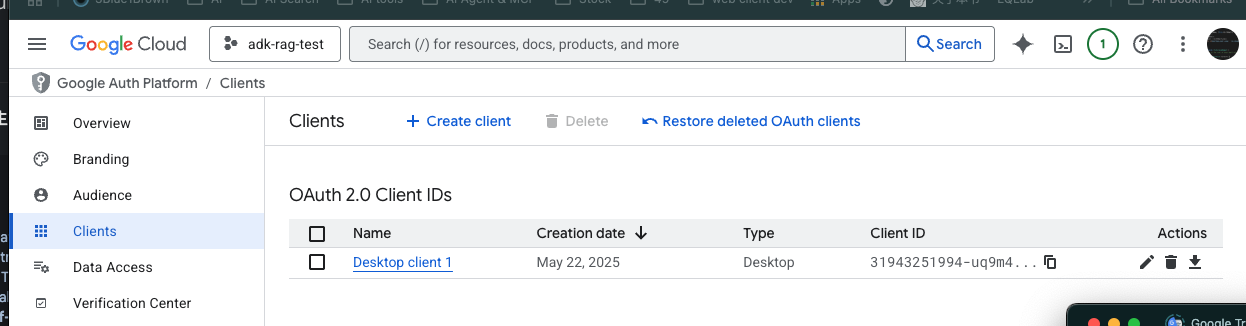 Google Cloud
adk-rag-test
Search (/) for resources, docs, products, and more
Search
1
Google Auth Platform / Clients
Overview
Branding
Audience
Clients
Data Access
Verification Center
Clients
+ Create client
Delete
Restore deleted OAuth clients
OAuth 2.0 Client IDs
Name Creation date Type Client ID Actions
Desktop client 1 May 22, 2025 Desktop 31943251994-uq9m4...
Google Tr